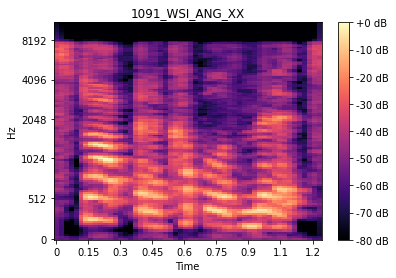 1091_WSI_ANG_XX
8192
4096
2048
1024
512
0
Hz
0
0.15
0.3
0.45
0.6
0.75
0.9
1.1
1.2
Time
+0 dB
-10 dB
-20 dB
-30 dB
-40 dB
-50 dB
-60 dB
-70 dB
-80 dB